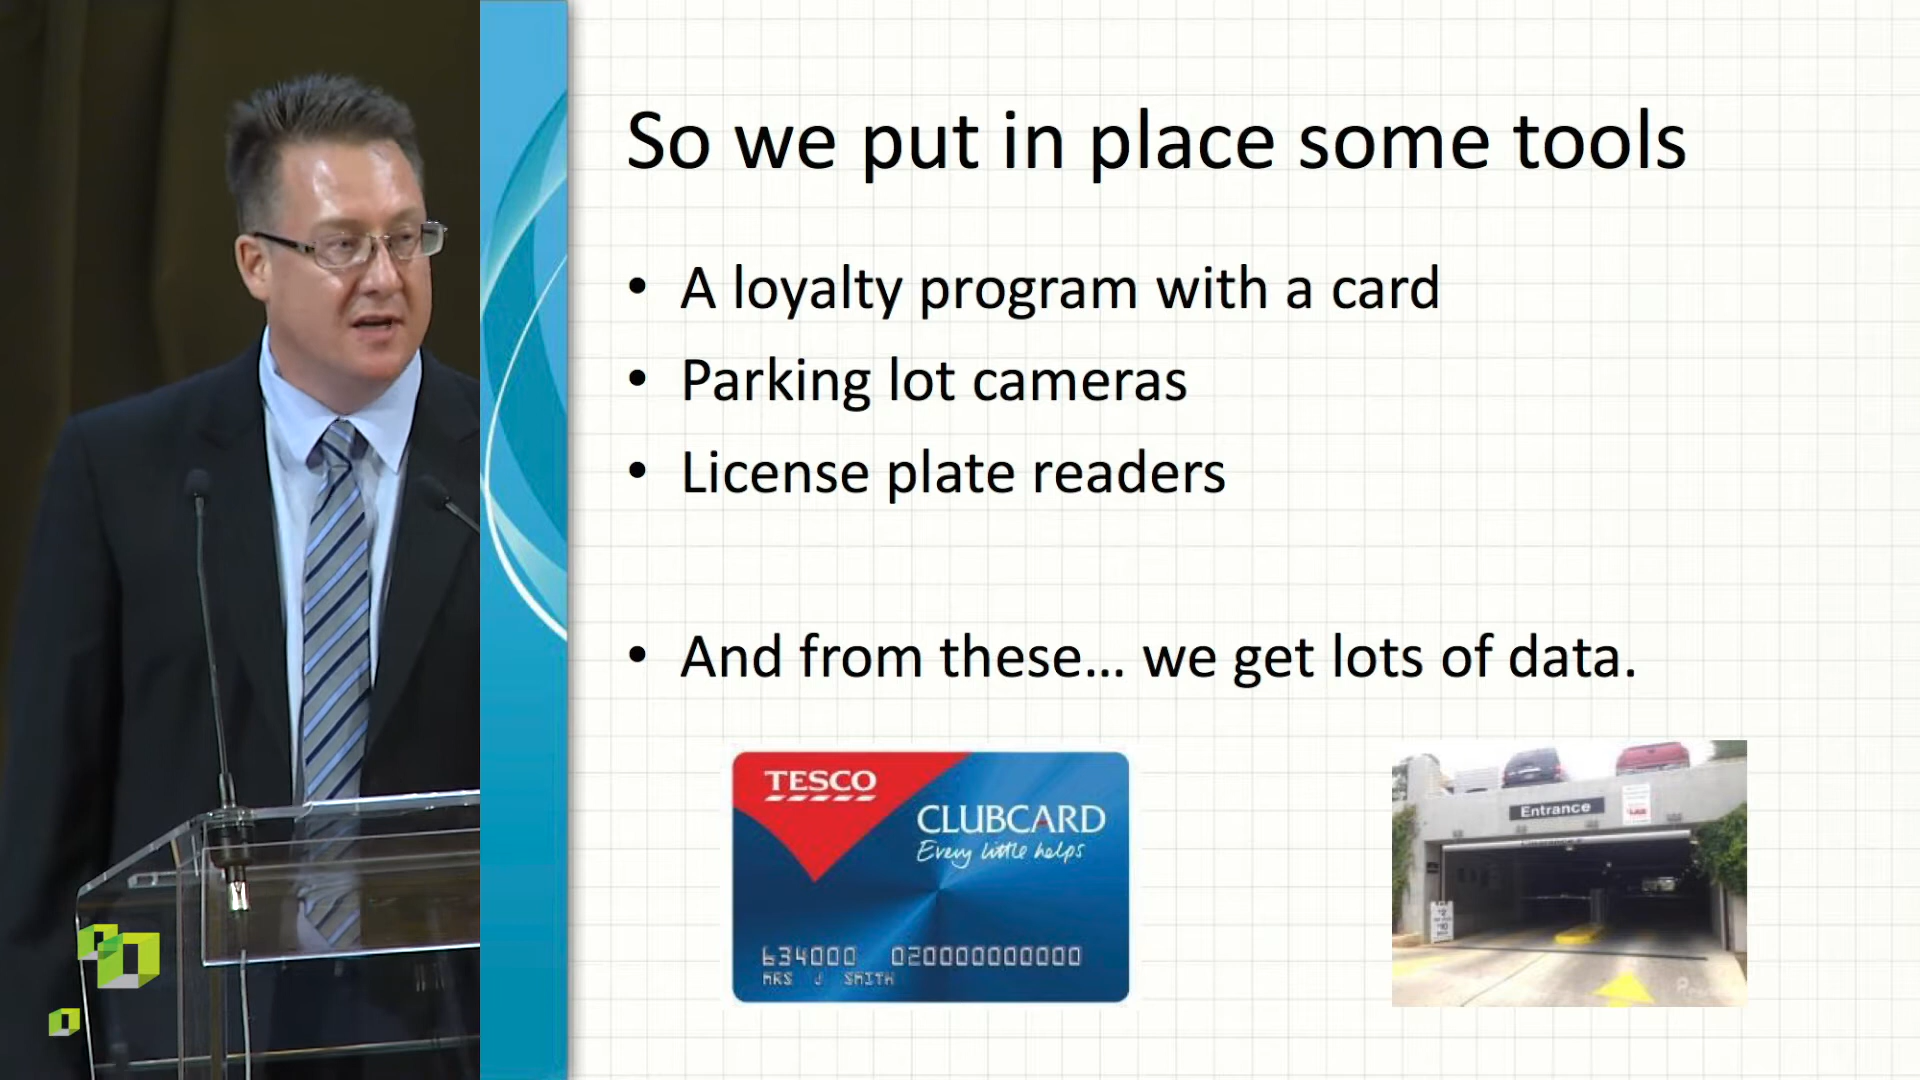 So we put in place some tools
• A loyalty program with a card
• Parking lot cameras
• License plate readers
• And from these... we get lots of data.
TESCO
CLUBCARD
Every little helps
634000 020000000000
MRS J SMITH
Entrance